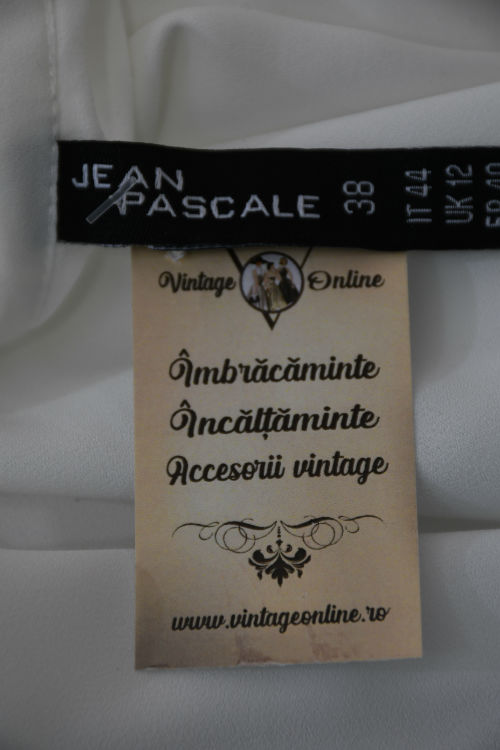 JEAN
PASCALE
38
IT 44
UK 12
Vintage Online
Îmbrăcăminte
Încălțăminte
Accesorii vintage
www.vintageonline.ro